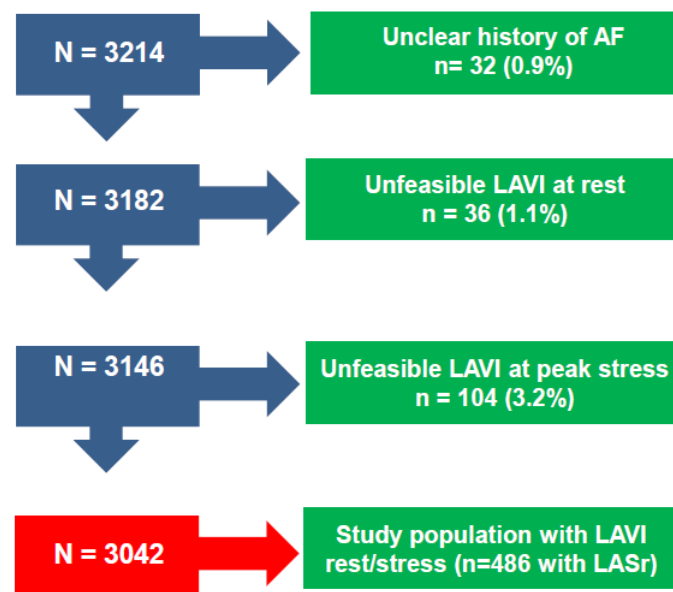 N = 3214
Unclear history of AF
n= 32 (0.9%)
N = 3182
Unfeasible LAVI at rest
n = 36 (1.1%)
N = 3146
Unfeasible LAVI at peak stress
n = 104 (3.2%)
N = 3042
Study population with LAVI
rest/stress (n=486 with LASr)